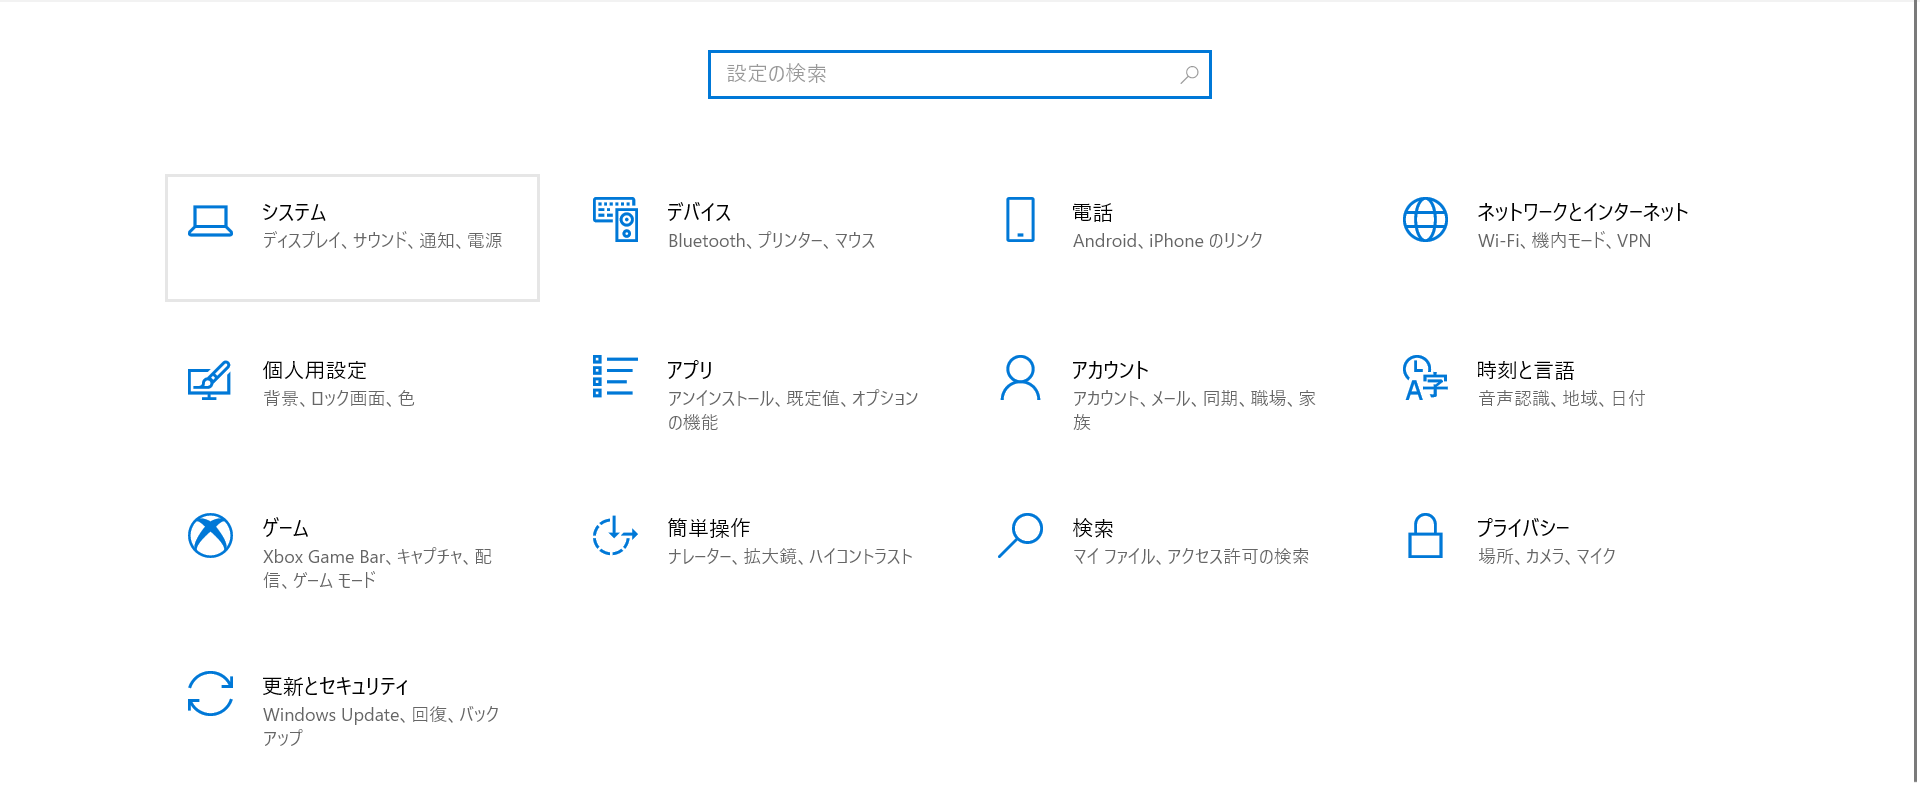 設定の検索
システム
ディスプレイ、サウンド、通知、電源
デバイス
Bluetooth、プリンター、マウス
電話
Android、iPhone のリンク
ネットワークとインターネット
Wi-Fi、機内モード、VPN
個人用設定
背景、ロック画面、色
アプリ
アンインストール、既定値、オプション
の機能
アカウント
アカウント、メール、同期、職場、家
族
時刻と言語
音声認識、地域、日付
ゲーム
Xbox Game Bar、キャプチャ、配
信、ゲーム モード
簡単操作
ナレーター、拡大鏡、ハイコントラスト
検索
マイ ファイル、アクセス許可の検索
プライバシー
場所、カメラ、マイク
更新とセキュリティ
Windows Update、回復、バック
アップ